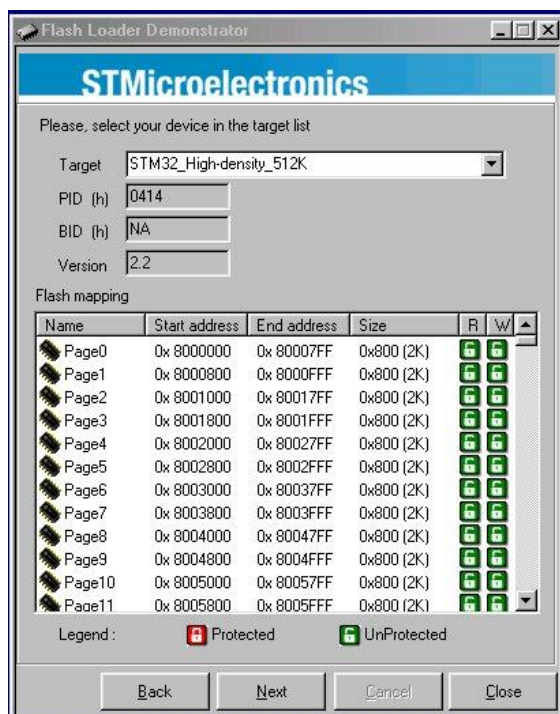 Flash Loader Demonstrator
STMicroelectronics
Please, select your device in the target list
Target STM32_High-density_512K
PID (h) 0414
BID (h) NA
Version 2.2
Flash mapping
Name Start address End address Size R W
Page0 0x 8000000 0x 80007FF 0x800 (2K)
Page1 0x 8000800 0x 8000FFF 0x800 (2K)
Page2 0x 8001000 0x 80017FF 0x800 (2K)
Page3 0x 8001800 0x 8001FFF 0x800 (2K)
Page4 0x 8002000 0x 80027FF 0x800 (2K)
Page5 0x 8002800 0x 8002FFF 0x800 (2K)
Page6 0x 8003000 0x 80037FF 0x800 (2K)
Page7 0x 8003800 0x 8003FFF 0x800 (2K)
Page8 0x 8004000 0x 80047FF 0x800 (2K)
Page9 0x 8004800 0x 8004FFF 0x800 (2K)
Page10 0x 8005000 0x 80057FF 0x800 (2K)
Page11 0x 8005800 0x 8005FFF 0x800 (2K)
Legend : Protected UnProtected
Back Next Cancel Close